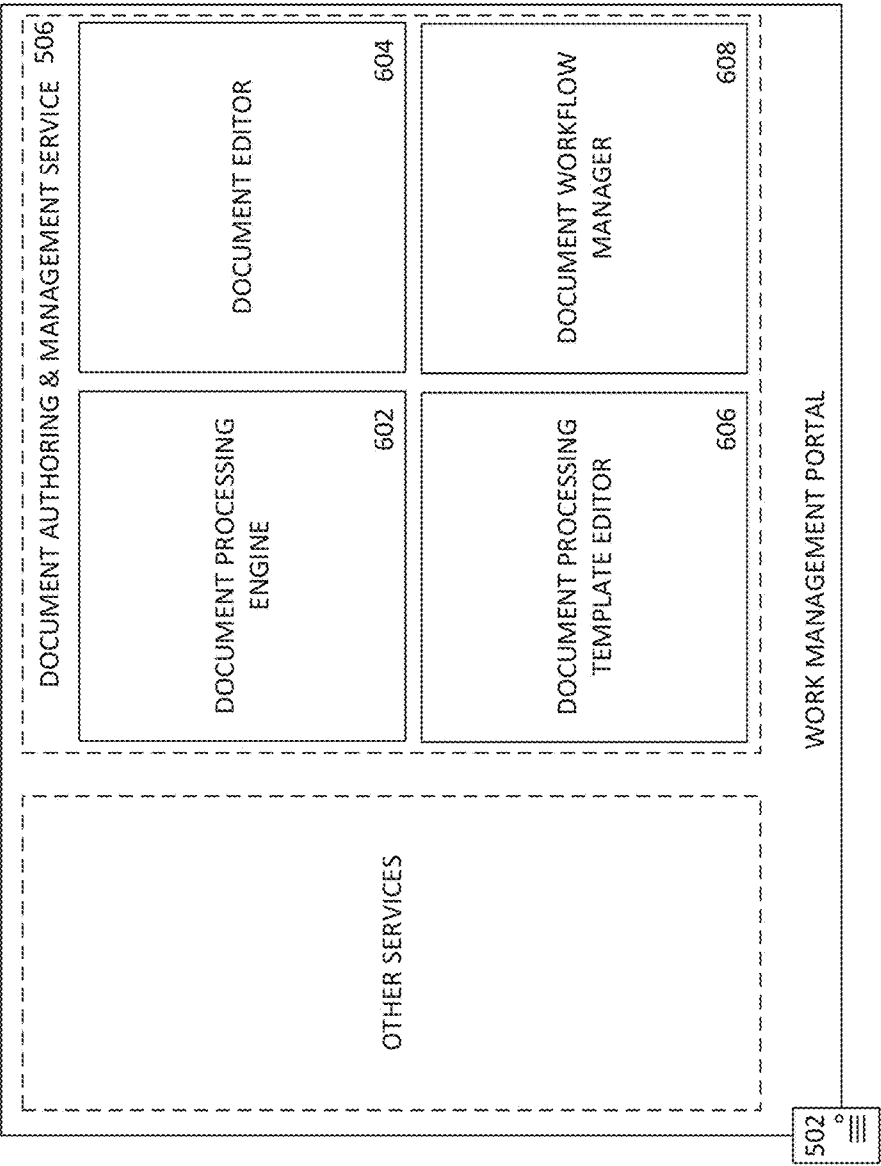 DOCUMENT AUTHORING & MANAGEMENT SERVICE 506
OTHER SERVICES
DOCUMENT PROCESSING
ENGINE
602
DOCUMENT EDITOR
604
DOCUMENT PROCESSING
TEMPLATE EDITOR
606
DOCUMENT WORKFLOW
MANAGER
608
WORK MANAGEMENT PORTAL
502